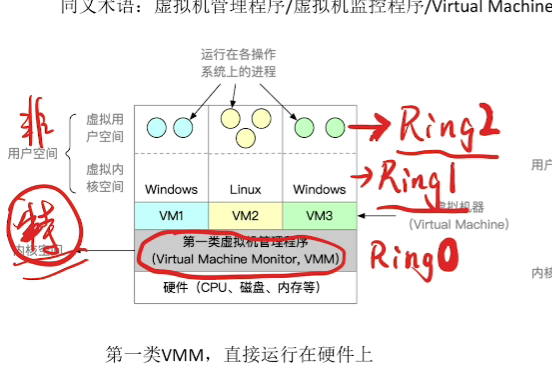 同义术语：虚拟机管理程序/虚拟机监控程序/Virtual Machine
运行在各操作
系统上的进程
非
虚拟用
户空间
Ring2
用户空间
用户
虚拟内
核空间
Ring1
Windows Linux Windows
VM1 VM2 VM3
虚拟机器
(Virtual Machine)
第一类虚拟机管理程序
(Virtual Machine Monitor, VMM)
内核空间
Ring0
内核
硬件（CPU、磁盘、内存等）
第一类VMM，直接运行在硬件上